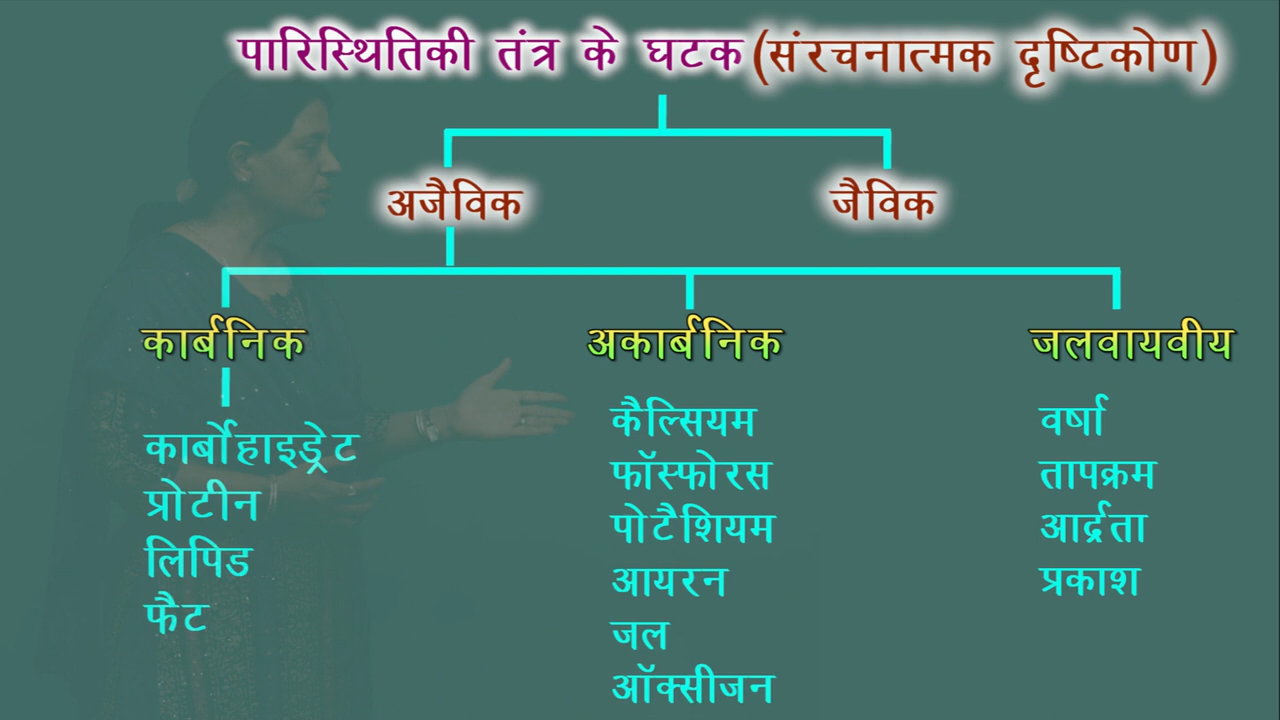 पारिस्थितिकी तंत्र के घटक (संरचनात्मक दृष्टिकोण)
अजैविक
जैविक
कार्बनिक
अकार्बनिक
जलवायवीय
कार्बोहाइड्रेट
प्रोटीन
लिपिड
फैट
कैल्सियम
फॉस्फोरस
पोटैशियम
आयरन
जल
ऑक्सीजन
वर्षा
तापक्रम
आर्द्रता
प्रकाश